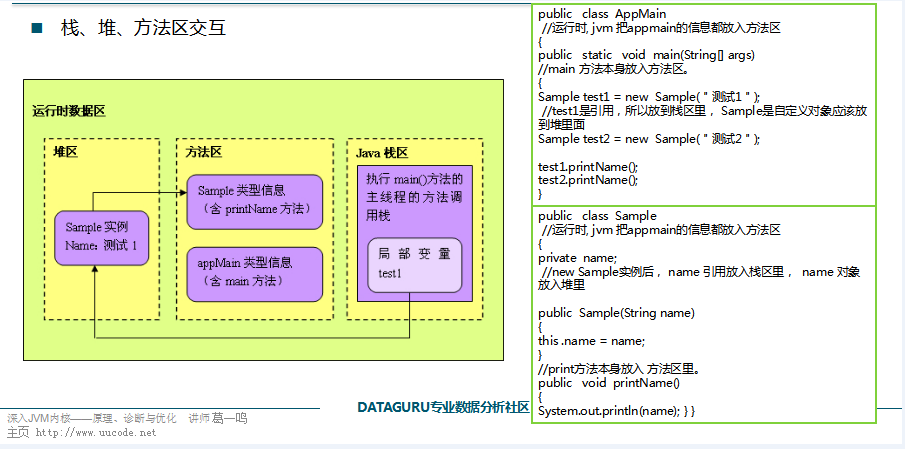 栈、堆、方法区交互
运行时数据区
堆区
Sample 实例
Name: 测试 1
方法区
Sample 类型信息
（含 printName 方法）
appMain 类型信息
（含 main 方法）
Java 栈区
执行 main()方法的
主线程的方法调
用栈
局部变量
test1
public class AppMain
//运行时, jvm 把appmain的信息都放入方法区
{
public static void main(String[] args)
//main 方法本身放入方法区。
{
Sample test1 = new Sample( " 测试1 " );
//test1是引用，所以放到栈区里， Sample是自定义对象应该放
到堆里面
Sample test2 = new Sample( " 测试2 " );
test1.printName();
test2.printName();
}
public class Sample
//运行时, jvm 把appmain的信息都放入方法区
{
private name;
//new Sample实例后， name 引用放入栈区里， name 对象
放入堆里
public Sample(String name)
{
this .name = name;
}
//print方法本身放入 方法区里。
public void printName()
{
System.out.println(name); } }
DATAGURU专业数据分析社区
深入JVM内核——原理、诊断与优化 讲师 葛一鸣
主页 http://www.uucode.net